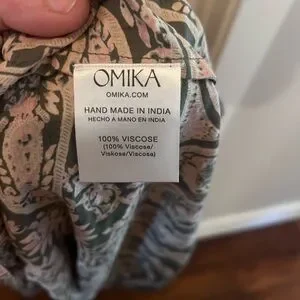 OMIKA
OMIKA.COM
HAND MADE IN INDIA
HECHO A MANO EN INDIA
100% VISCOSE
(100% Viscose/
Viskose/Viscosa)